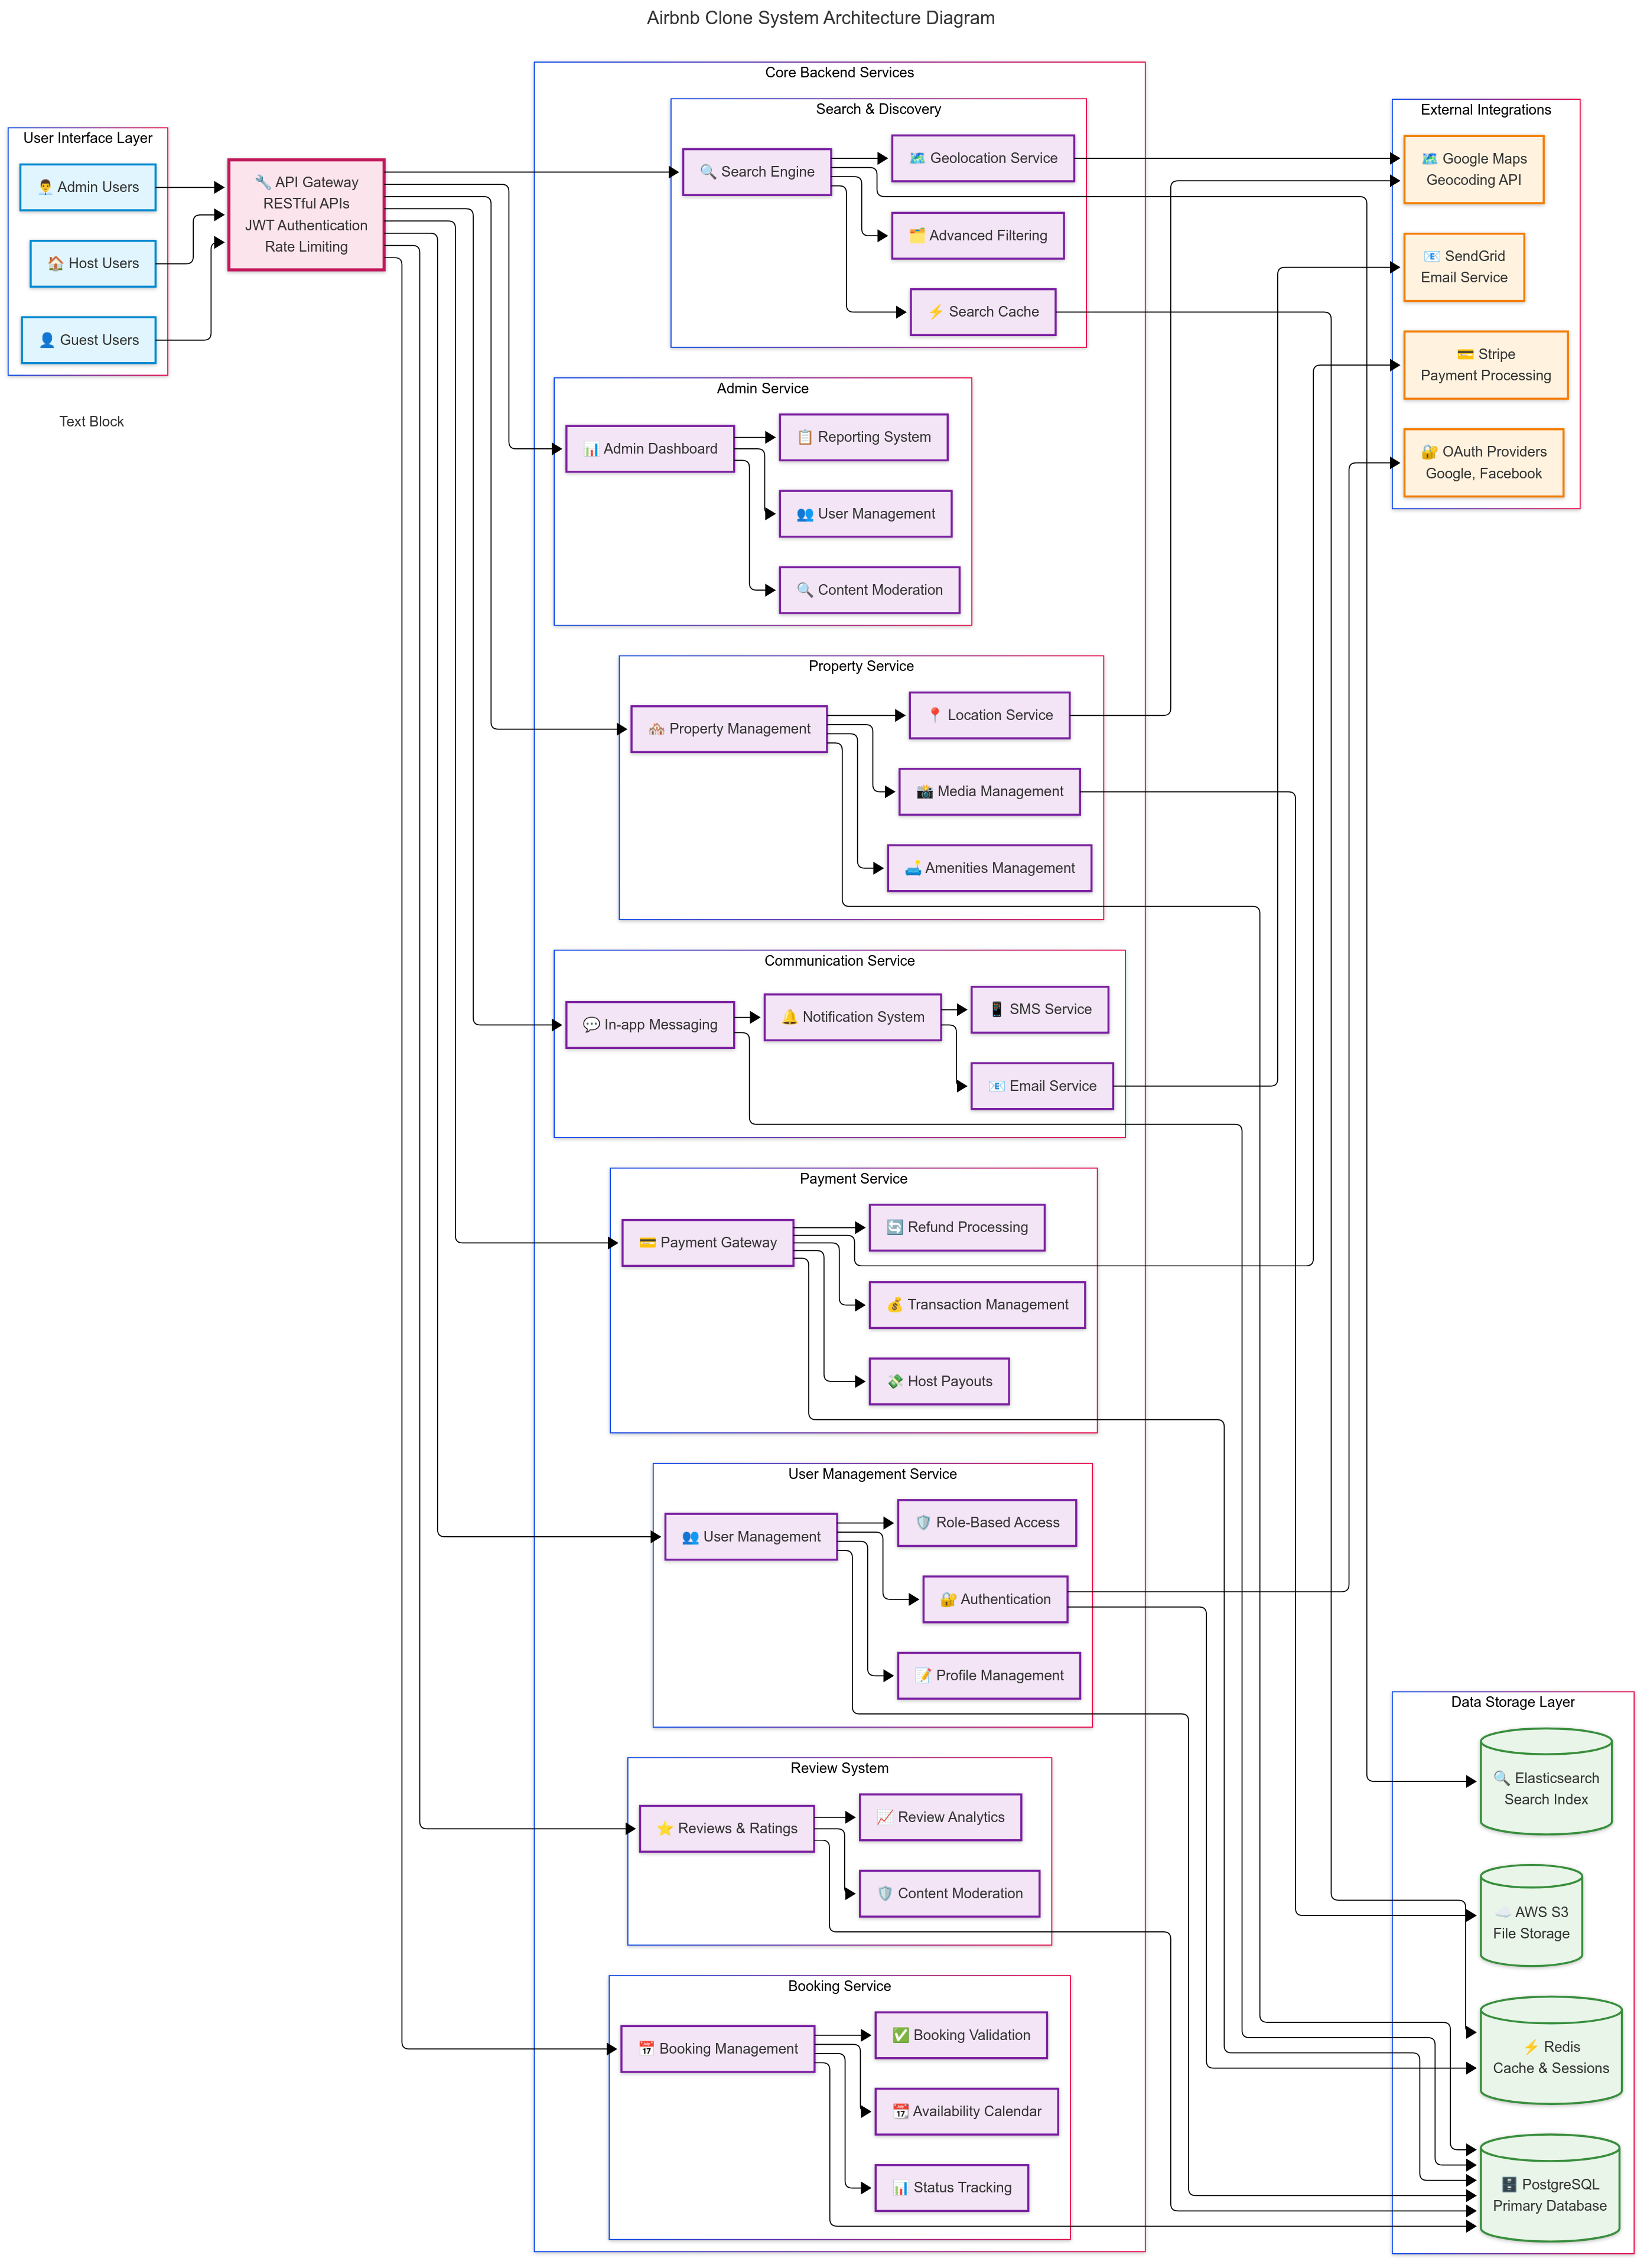 Airbnb Clone System Architecture Diagram
User Interface Layer
Admin Users
Host Users
Guest Users
Text Block
API Gateway
RESTful APIs
JWT Authentication
Rate Limiting
Core Backend Services
Search & Discovery
Search Engine
Geolocation Service
Advanced Filtering
Search Cache
Admin Service
Admin Dashboard
Reporting System
User Management
Content Moderation
Property Service
Property Management
Location Service
Media Management
Amenities Management
Communication Service
In-app Messaging
Notification System
SMS Service
Email Service
Payment Service
Payment Gateway
Refund Processing
Transaction Management
Host Payouts
User Management Service
User Management
Role-Based Access
Authentication
Profile Management
Review System
Reviews & Ratings
Review Analytics
Content Moderation
Booking Service
Booking Management
Booking Validation
Availability Calendar
Status Tracking
External Integrations
Google Maps
Geocoding API
SendGrid
Email Service
Stripe
Payment Processing
OAuth Providers
Google, Facebook
Data Storage Layer
Elasticsearch
Search Index
AWS S3
File Storage
Redis
Cache & Sessions
PostgreSQL
Primary Database